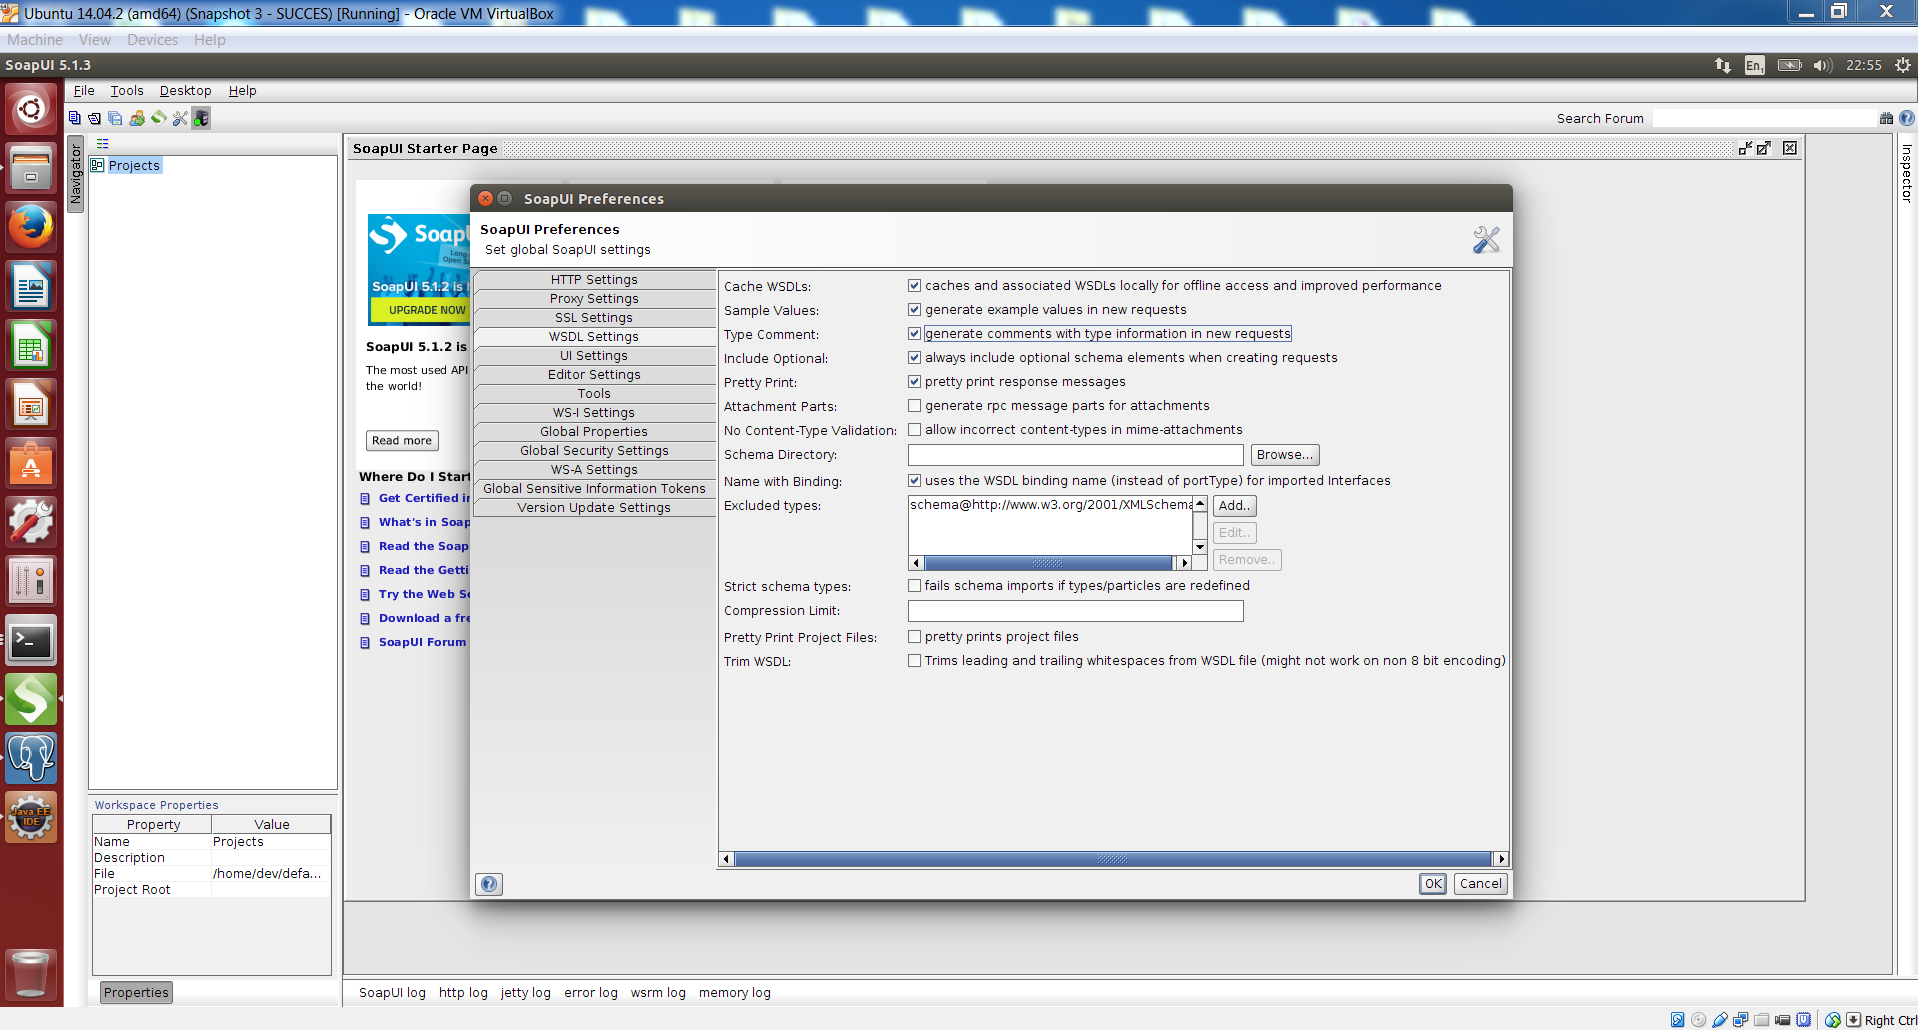 Ubuntu 14.04.2 (amd64) (Snapshot 3 - SUCCES) [Running] - Oracle VM VirtualBox
Machine View Devices Help
SoapUI 5.1.3
En1 22:55
File Tools Desktop Help
Search Forum
Navigator
Projects
SoapUI Starter Page
Inspector
SoapUI Preferences
SoapUI Preferences
Set global SoapUI settings
SoapU
Long
Open S
SoapUI 5.1.2 is
UPGRADE NOW
SoapUI 5.1.2 is
The most used API
the world!
Read more
Where Do I Start
Get Certified in
What's in Soap
Read the Soap
Read the Getti
Try the Web Se
Download a fre
SoapUI Forum
HTTP Settings
Proxy Settings
SSL Settings
WSDL Settings
UI Settings
Editor Settings
Tools
WS-I Settings
Global Properties
Global Security Settings
WS-A Settings
Global Sensitive Information Tokens
Version Update Settings
Cache WSDLs: caches and associated WSDLs locally for offline access and improved performance
Sample Values: generate example values in new requests
Type Comment: generate comments with type information in new requests
Include Optional: always include optional schema elements when creating requests
Pretty Print: pretty print response messages
Attachment Parts: generate rpc message parts for attachments
No Content-Type Validation: allow incorrect content-types in mime-attachments
Schema Directory: Browse...
Name with Binding: uses the WSDL binding name (instead of portType) for imported Interfaces
Excluded types: schema@http://www.w3.org/2001/XMLSchema Add..
Edit..
Remove..
Strict schema types: fails schema imports if types/particles are redefined
Compression Limit:
Pretty Print Project Files: pretty prints project files
Trim WSDL: Trims leading and trailing whitespaces from WSDL file (might not work on non 8 bit encoding)
OK Cancel
Java EE
IDE
Workspace Properties
Property Value
Name Projects
Description
File /home/dev/defa...
Project Root
Properties
SoapUI log http log jetty log error log wsrm log memory log
Right Ctrl